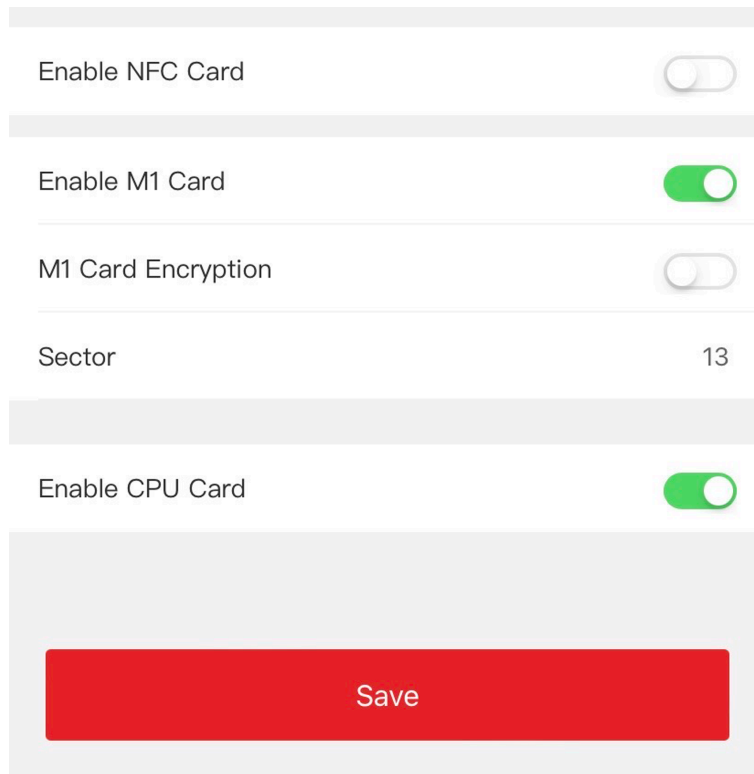 Enable NFC Card
Enable M1 Card
M1 Card Encryption
Sector 13
Enable CPU Card
Save